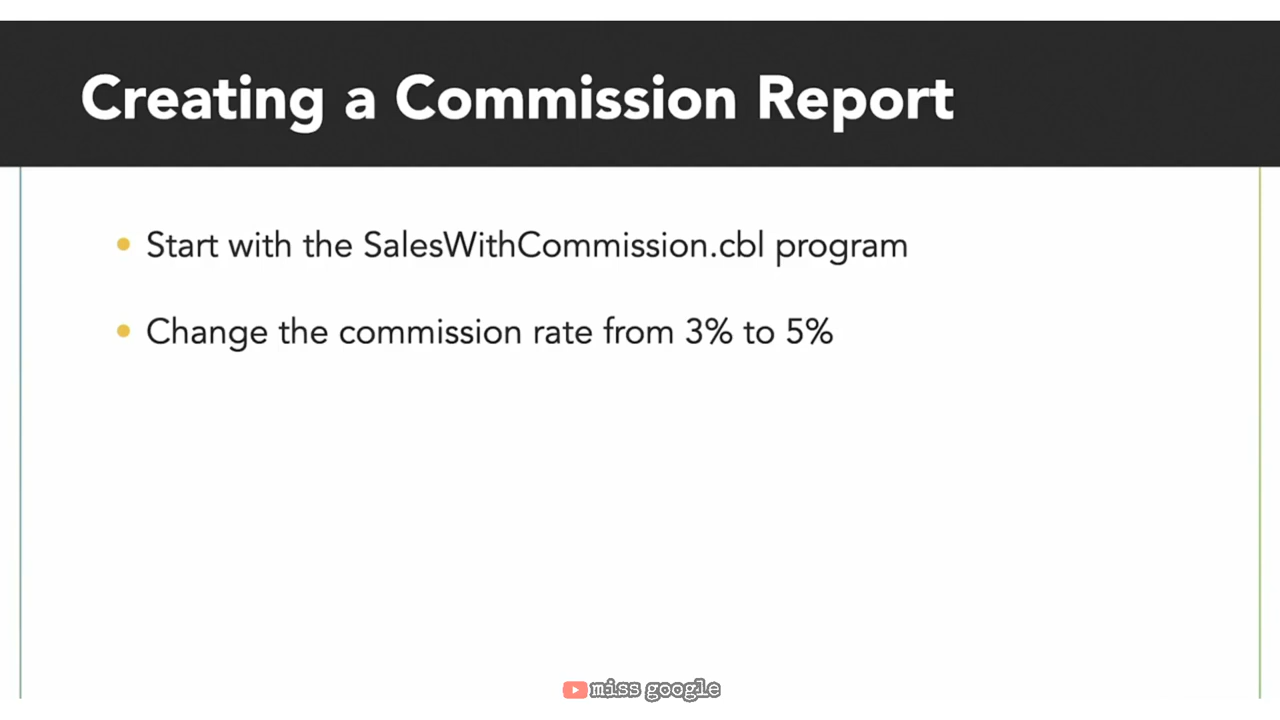 Creating a Commission Report
Start with the SalesWithCommission.cbl program
Change the commission rate from 3% to 5%
miss google